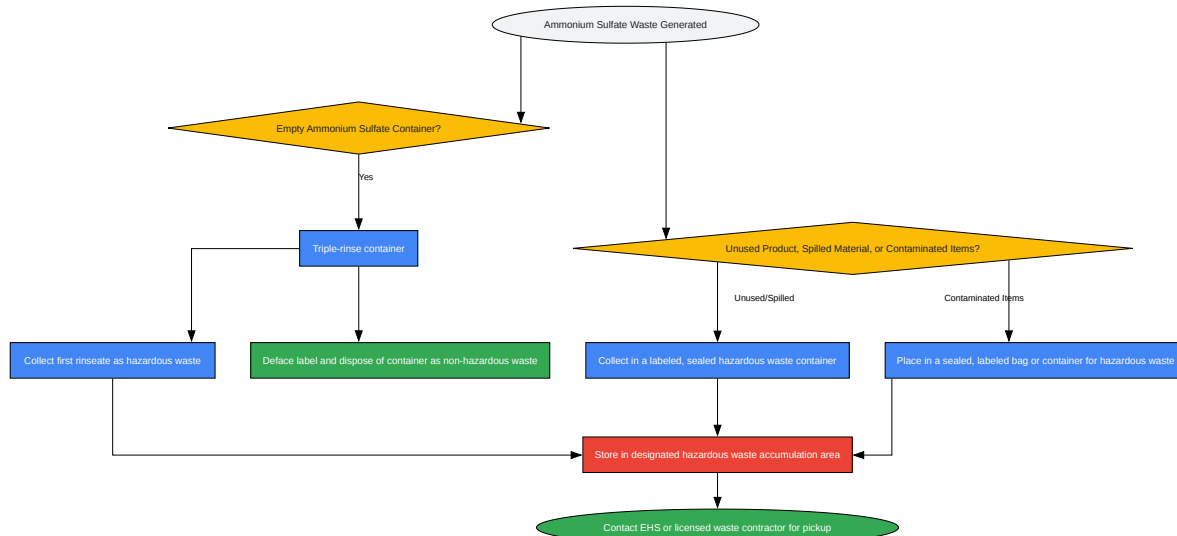 Ammonium Sulfate Waste Generated
Empty Ammonium Sulfate Container?
Yes
Triple-rinse container
Unused Product, Spilled Material, or Contaminated Items?
Unused/Spilled
Contaminated Items
Collect first rinseate as hazardous waste
Deface label and dispose of container as non-hazardous waste
Collect in a labeled, sealed hazardous waste container
Place in a sealed, labeled bag or container for hazardous waste
Store in designated hazardous waste accumulation area
Contact EHS or licensed waste contractor for pickup